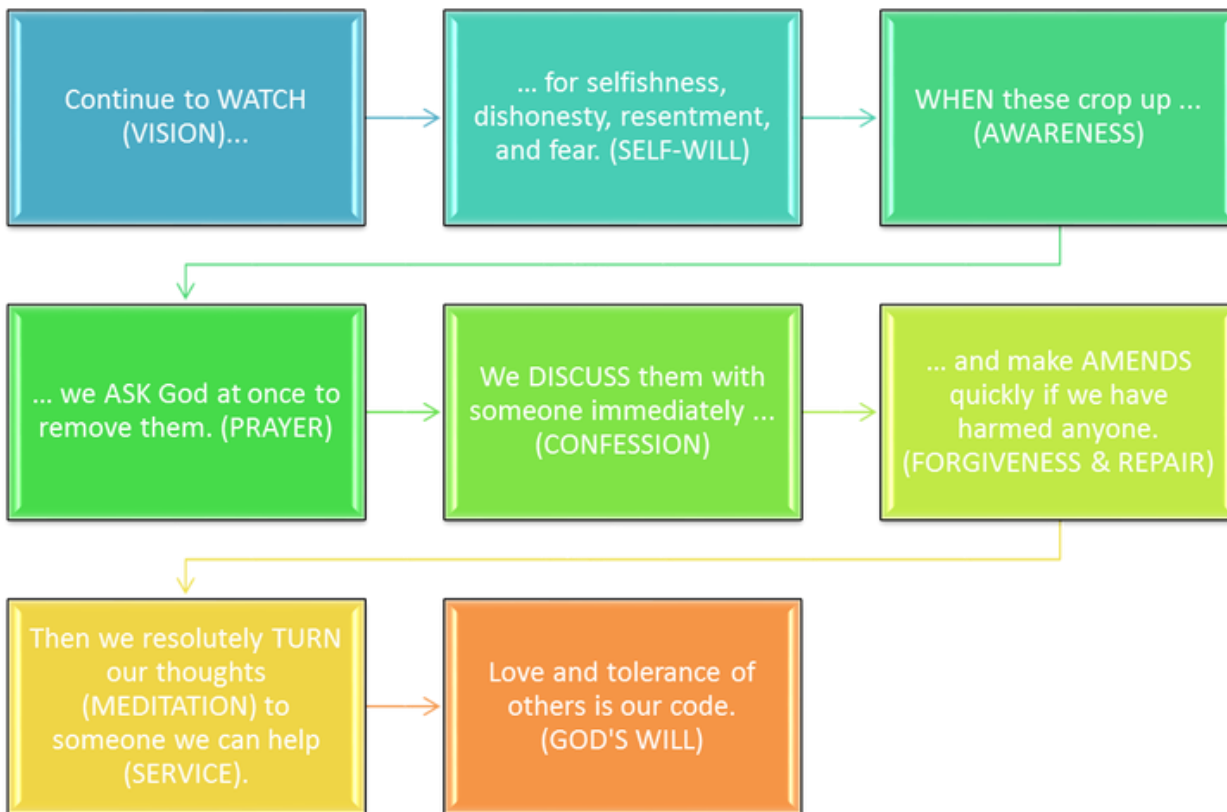 Continue to WATCH
(VISION)...
... for selfishness,
dishonesty, resentment,
and fear. (SELF-WILL)
WHEN these crop up ...
(AWARENESS)
... we ASK God at once to
remove them. (PRAYER)
We DISCUSS them with
someone immediately ...
(CONFESSION)
... and make AMENDS
quickly if we have
harmed anyone.
(FORGIVENESS & REPAIR)
Then we resolutely TURN
our thoughts
(MEDITATION) to
someone we can help
(SERVICE).
Love and tolerance of
others is our code.
(GOD'S WILL)